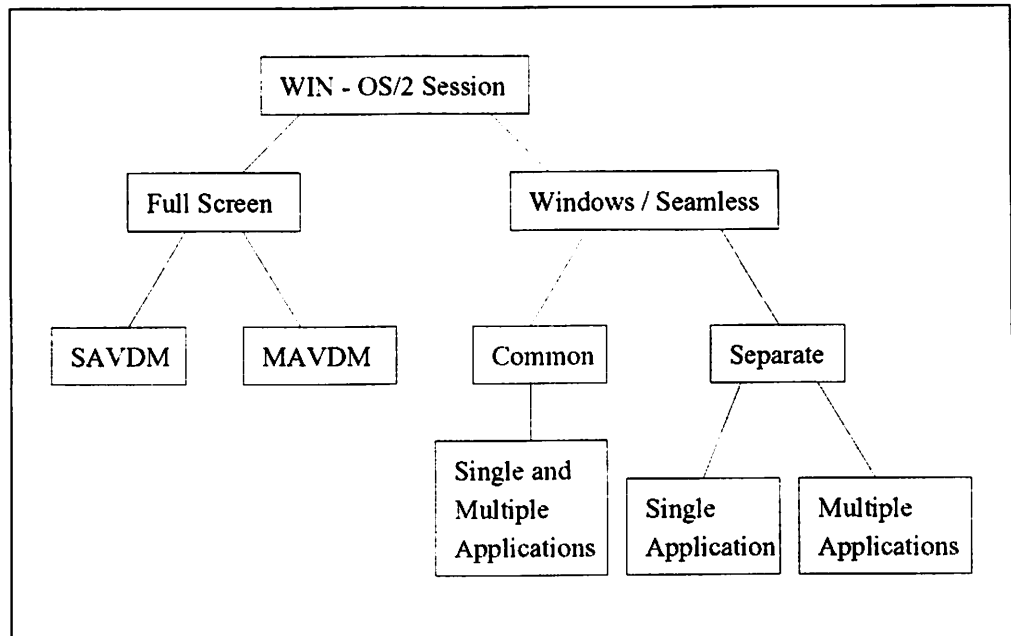 WIN - OS/2 Session
Full Screen
Windows / Seamless
SAVDM
MAVDM
Common
Separate
Single and
Multiple
Applications
Single
Application
Multiple
Applications